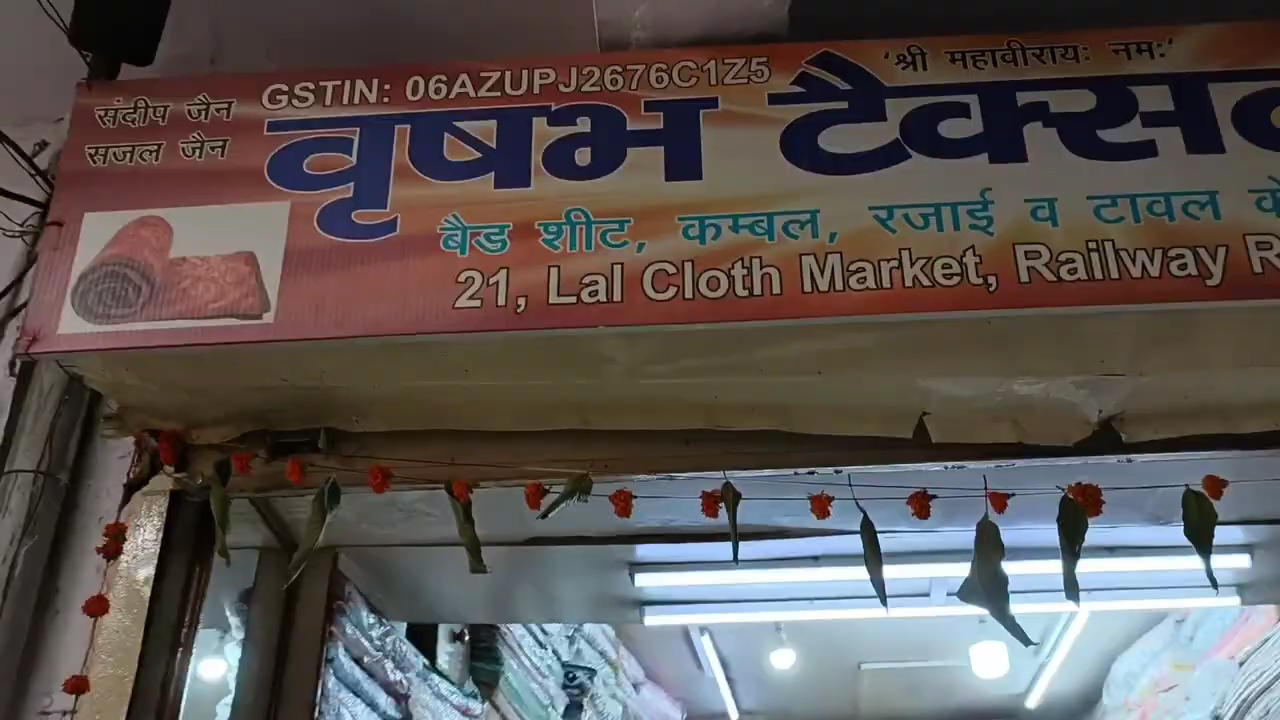 'श्री महावीरायः नमः'
GSTIN: 06AZUPJ2676C1Z5
संदीप जैन
सजल जैन
वृषभ
बैड शीट, कम्बल, रजाई व टावल
21, Lal Cloth Market, Railway